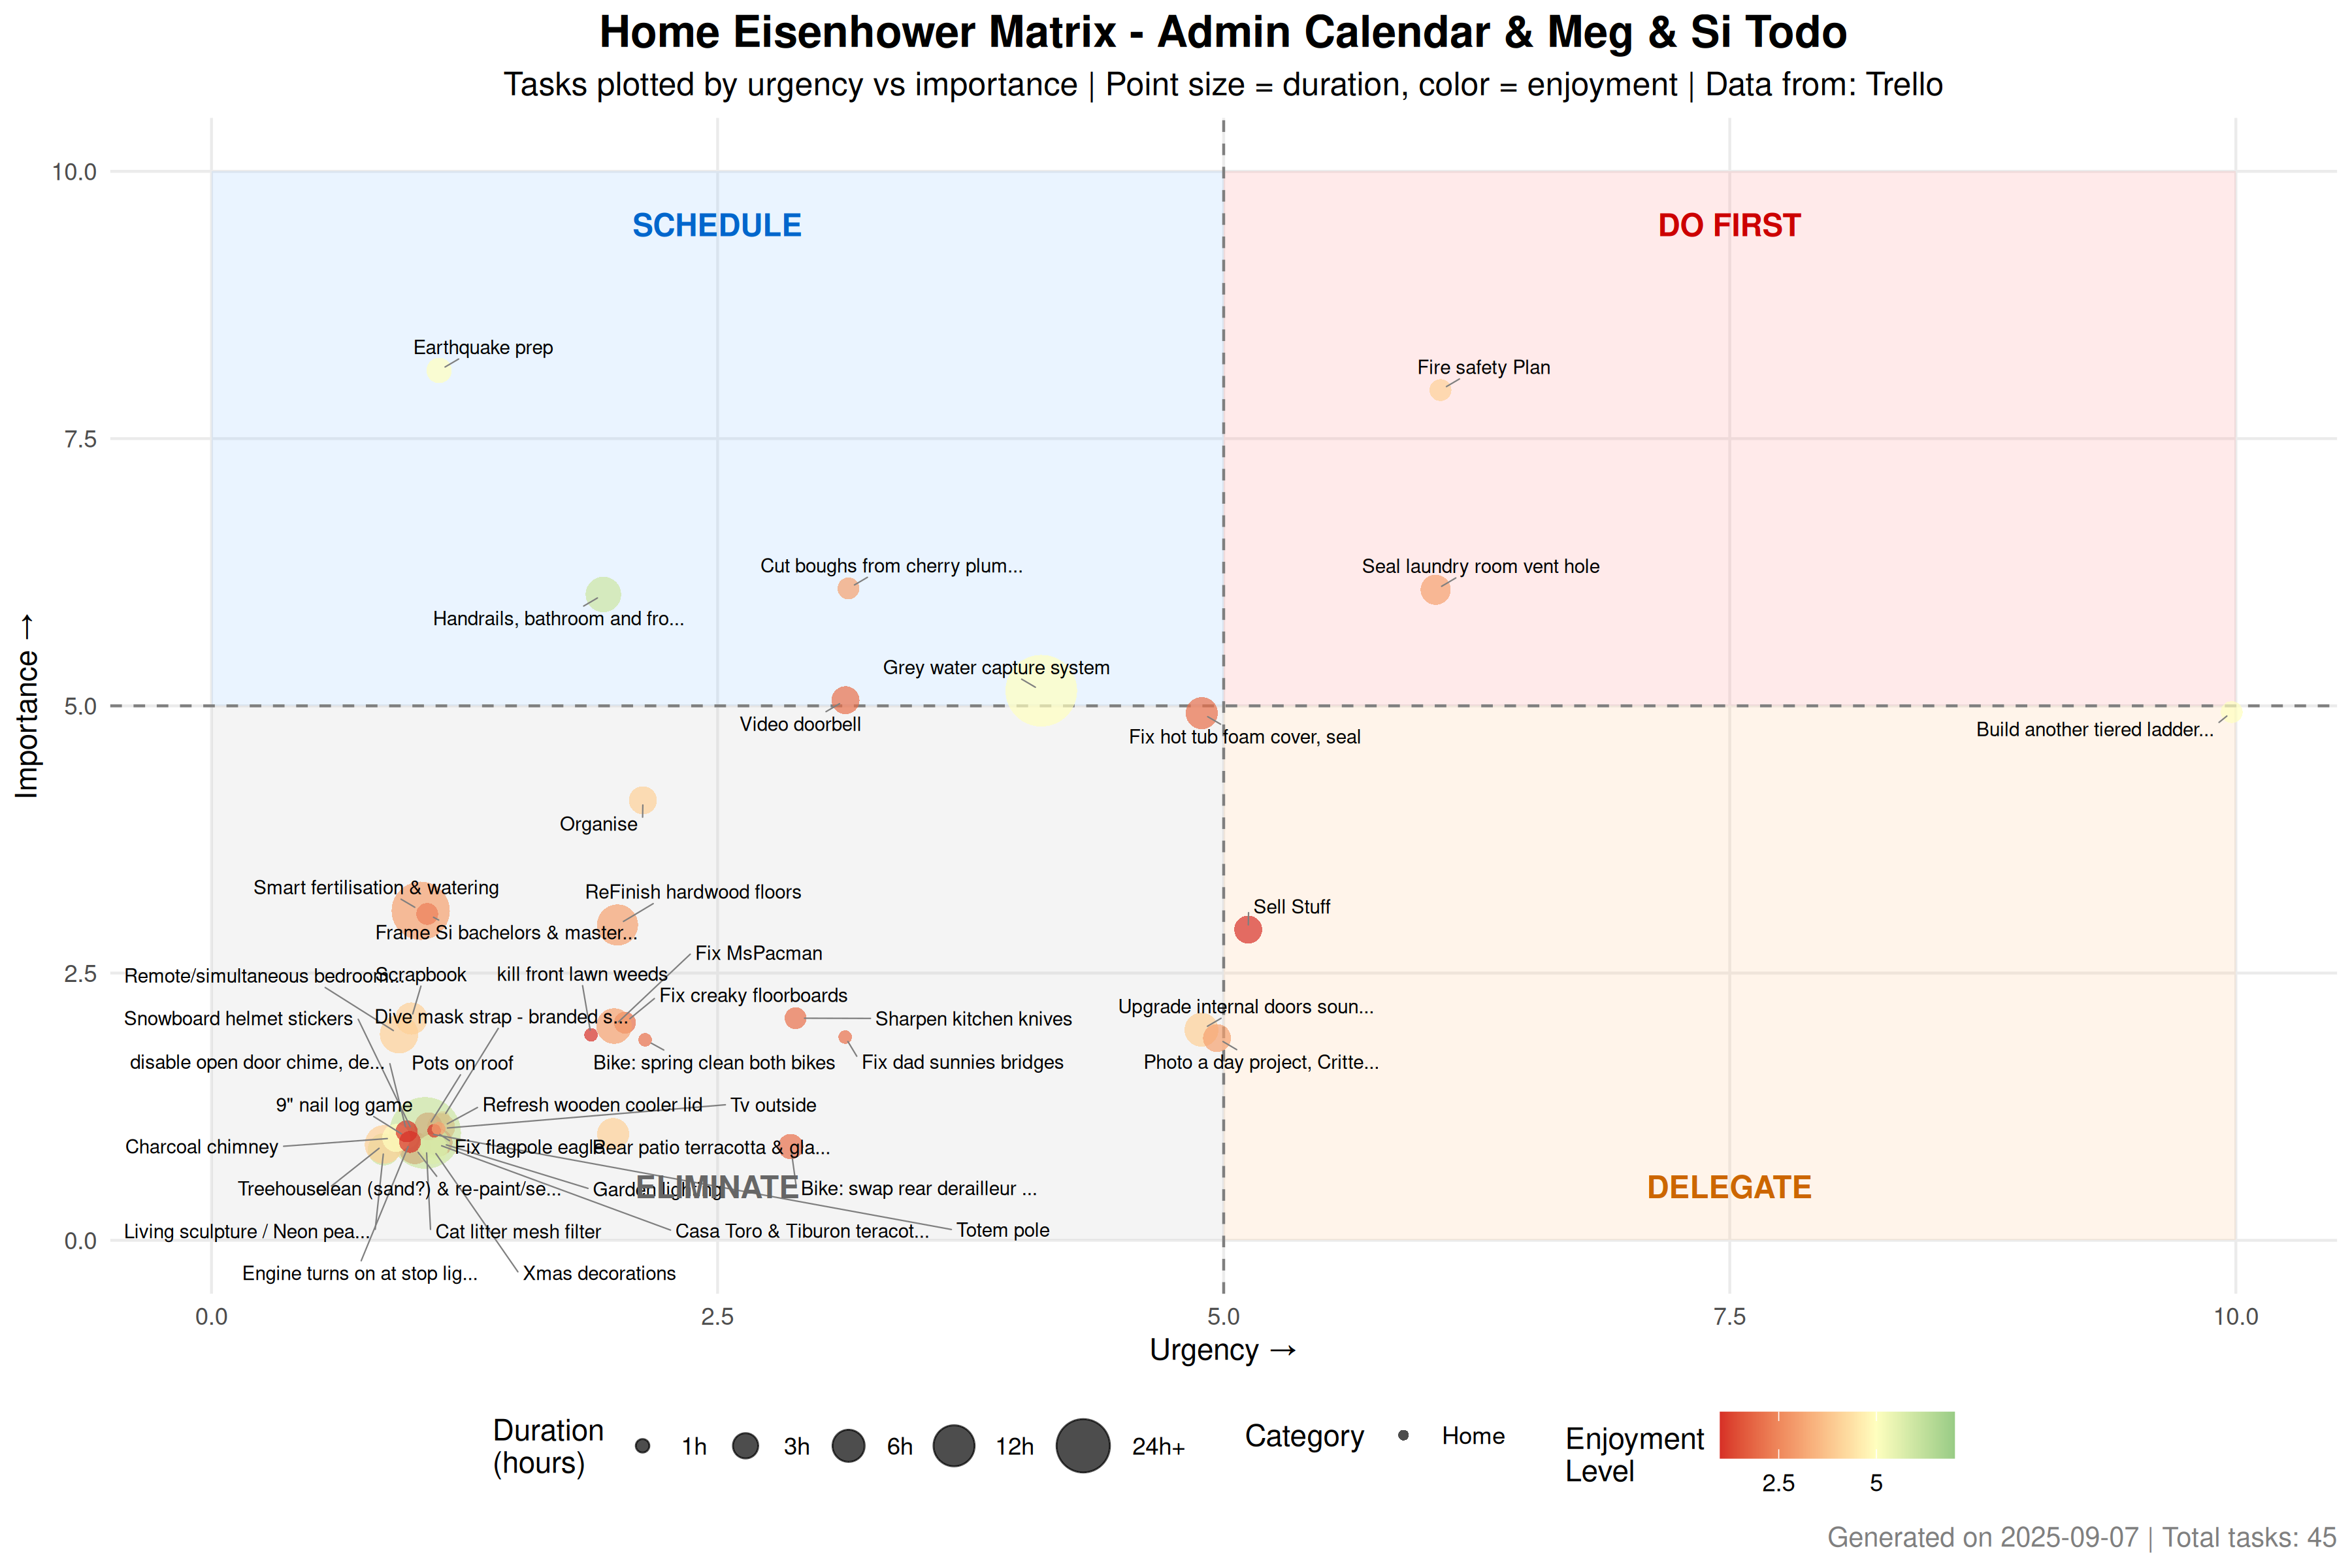 Home Eisenhower Matrix - Admin Calendar & Meg & Si Todo
Tasks plotted by urgency vs importance | Point size = duration, color = enjoyment | Data from: Trello
10.0
SCHEDULE
DO FIRST
Earthquake prep
Fire safety Plan
7.5
Cut boughs from cherry plum...
Seal laundry room vent hole
Handrails, bathroom and fro...
Grey water capture system
Importance →
5.0
Video doorbell
Fix hot tub foam cover, seal
Build another tiered ladder...
Organise
Smart fertilisation & watering
ReFinish hardwood floors
Sell Stuff
Frame Si bachelors & master...
Fix MsPacman
2.5
Remote/simultaneous bedroom...
Scrapbook
kill front lawn weeds
Fix creaky floorboards
Upgrade internal doors soun...
Snowboard helmet stickers
Dive mask strap - branded s...
Sharpen kitchen knives
disable open door chime, de...
Pots on roof
Bike: spring clean both bikes
Fix dad sunnies bridges
Photo a day project, Critte...
9" nail log game
Refresh wooden cooler lid
Tv outside
Charcoal chimney
Fix flagpole eagle
Rear patio terracotta & gla...
ELIMINATE
DELEGATE
Treehouse
clean (sand?) & re-paint/se...
Garden lighting
Bike: swap rear derailleur ...
Living sculpture / Neon pea...
Cat litter mesh filter
Casa Toro & Tiburon teracot...
Totem pole
0.0
Engine turns on at stop lig...
Xmas decorations
0.0
2.5
5.0
7.5
10.0
Urgency →
Duration
(hours)
1h
3h
6h
12h
24h+
Category
Home
Enjoyment
Level
2.5
5
Generated on 2025-09-07 | Total tasks: 45